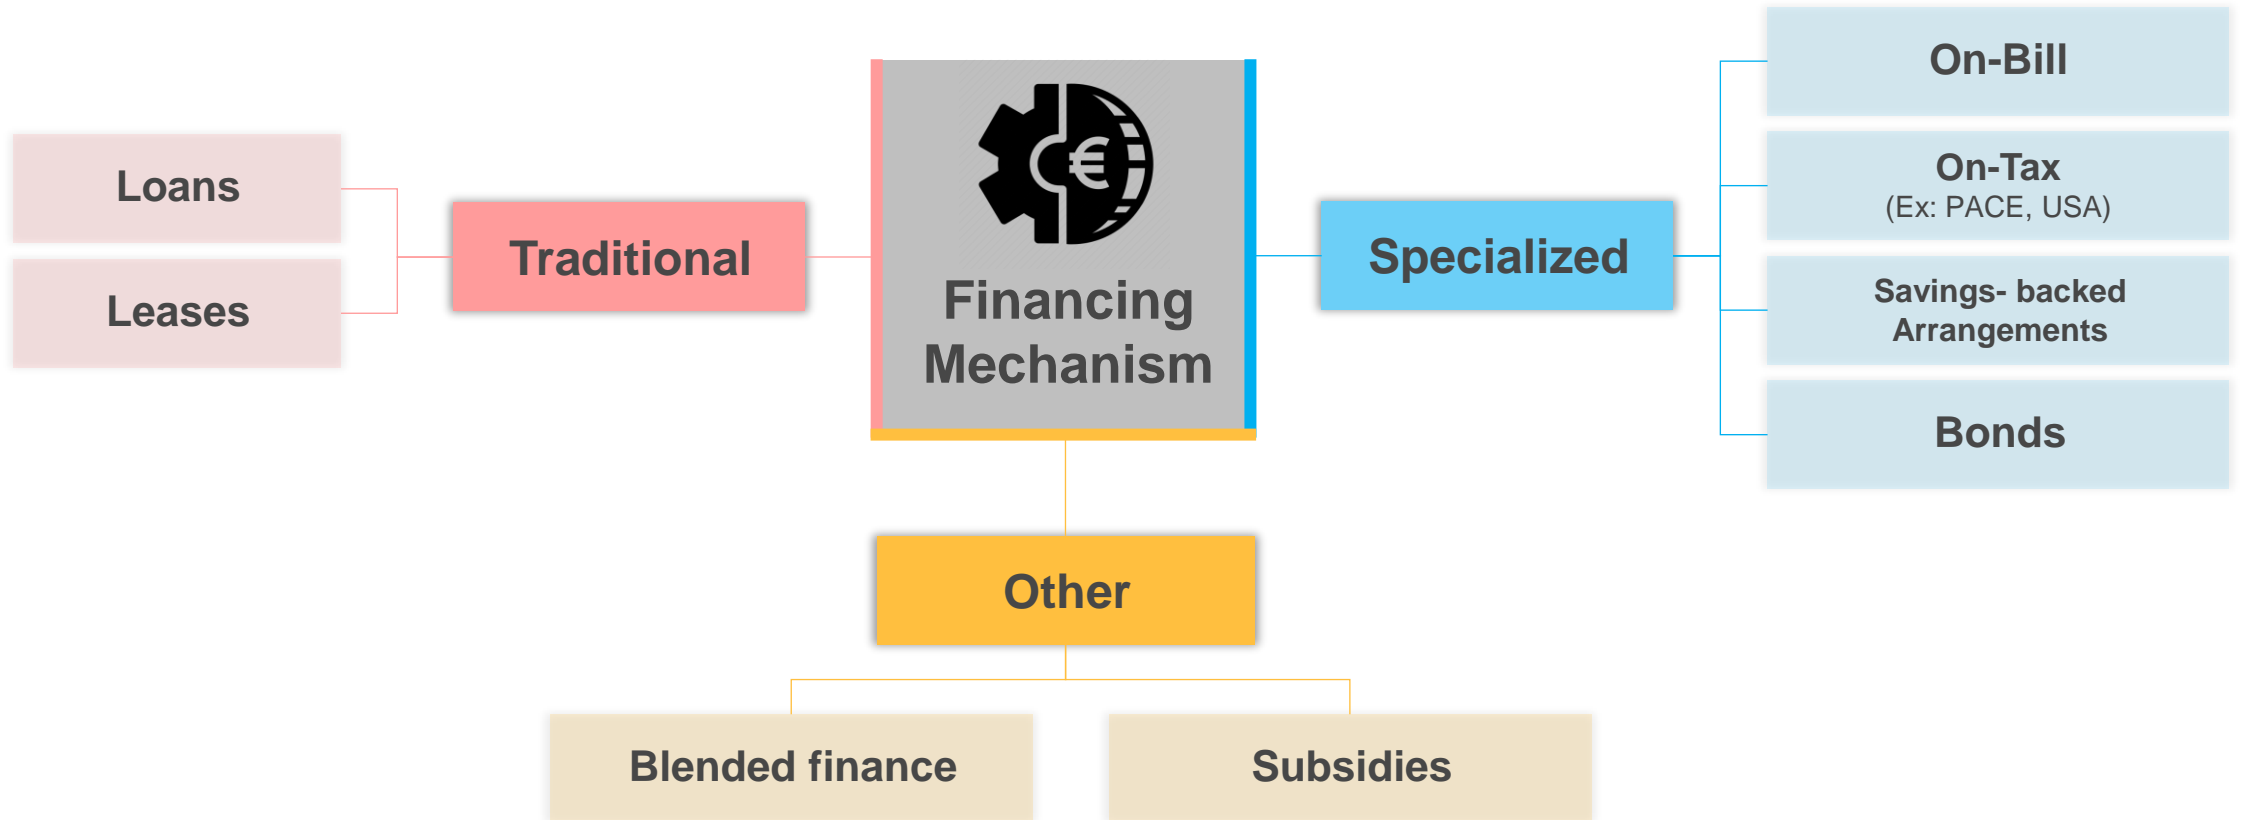 Loans
Leases
Traditional
€
Financing
Mechanism
Specialized
On-Bill
On-Tax
(Ex: PACE, USA)
Savings- backed
Arrangements
Bonds
Other
Blended finance
Subsidies